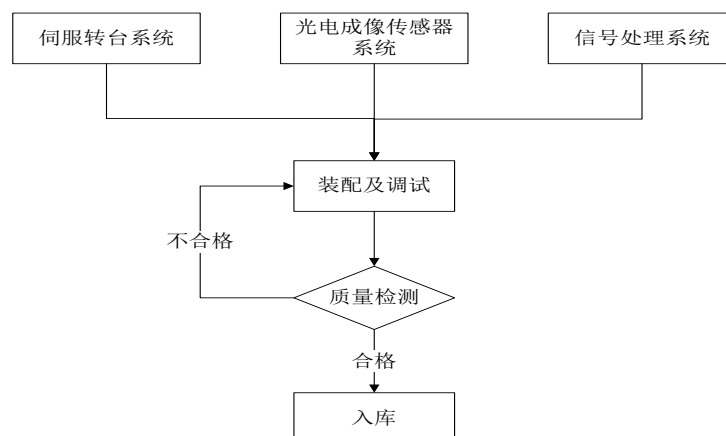 伺服转台系统
光电成像传感器
系统
信号处理系统
装配及调试
不合格
质量检测
合格
入库